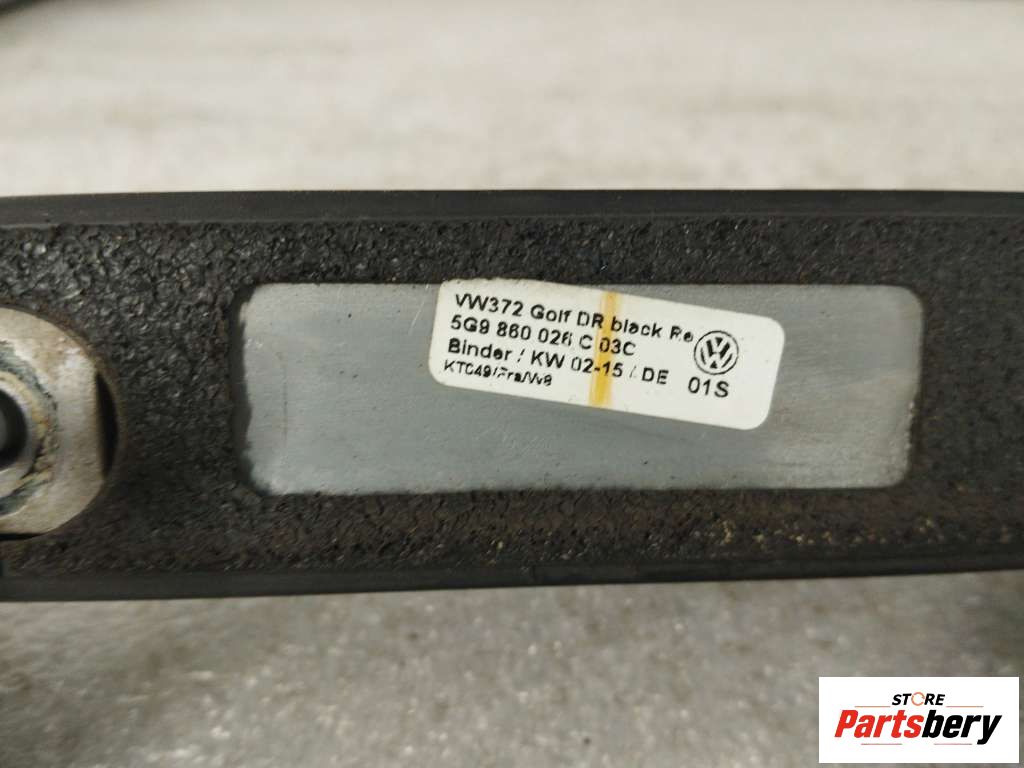 VW372 Golf DR black Re
5G9 860 026 C 03C
Binder / KW 02-15 / DE 01S
KTC49/Fra/Wß
STORE
Partsbery